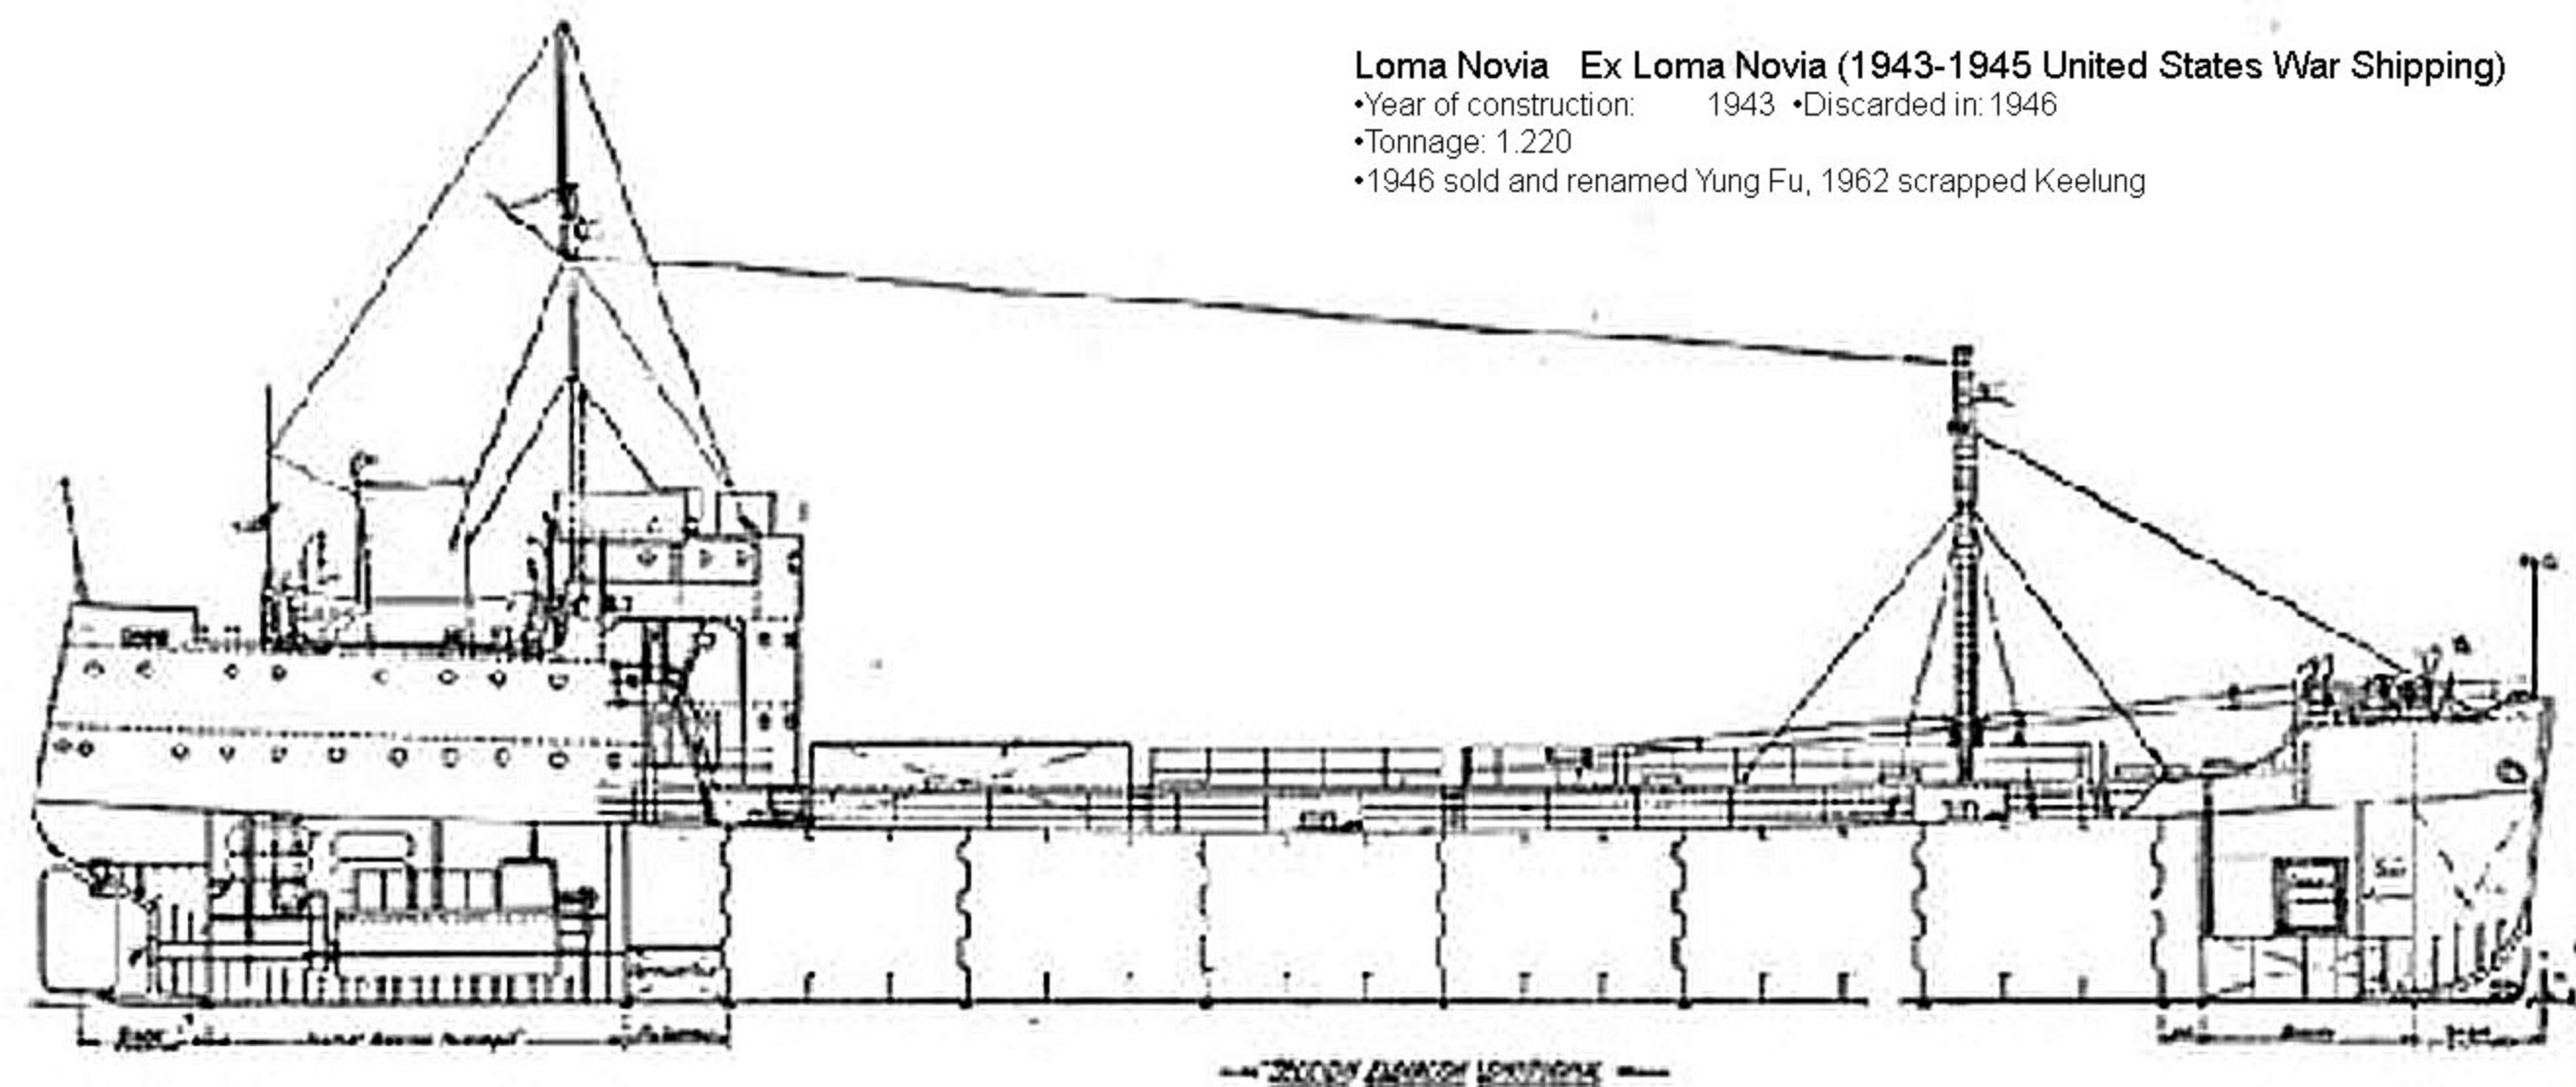 Loma Novia Ex Loma Novia (1943-1945 United States War Shipping)
•Year of construction: 1943 •Discarded in: 1946
•Tonnage: 1.220
•1946 sold and renamed Yung Fu, 1962 scrapped Keelung